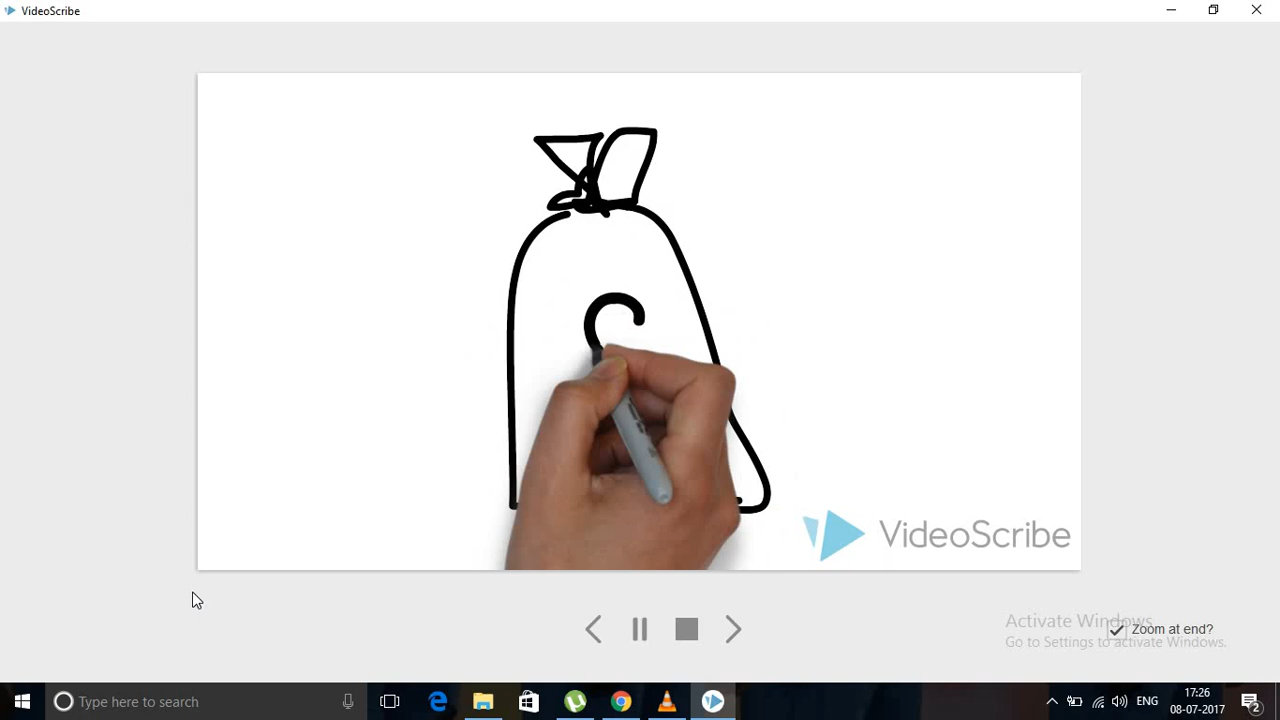 VideoScribe
VideoScribe
Activate Windows
Zoom at end?
Go to Settings to activate Windows.
Type here to search
ENG
17:26
08-07-2017
2